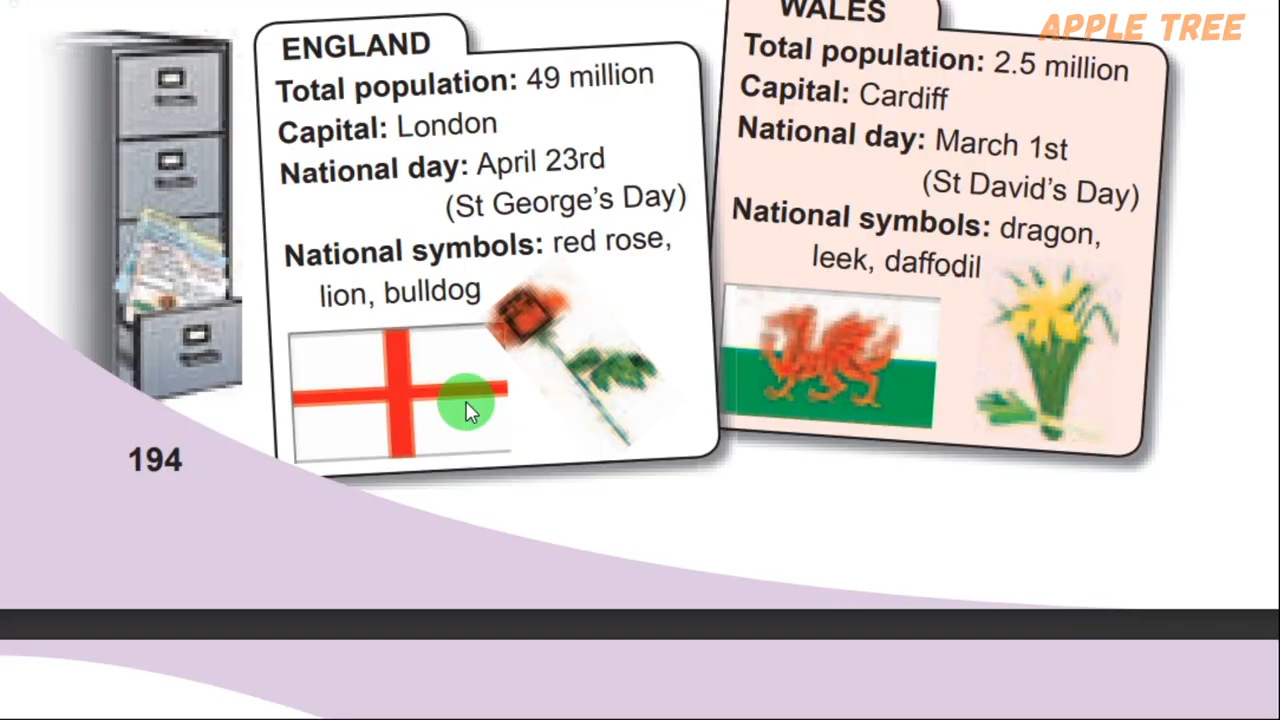 APPLE TREE
ENGLAND
Total population: 49 million
Capital: London
National day: April 23rd
(St George's Day)
National symbols: red rose,
lion, bulldog
WALES
Total population: 2.5 million
Capital: Cardiff
National day: March 1st
(St David's Day)
National symbols: dragon,
leek, daffodil
194